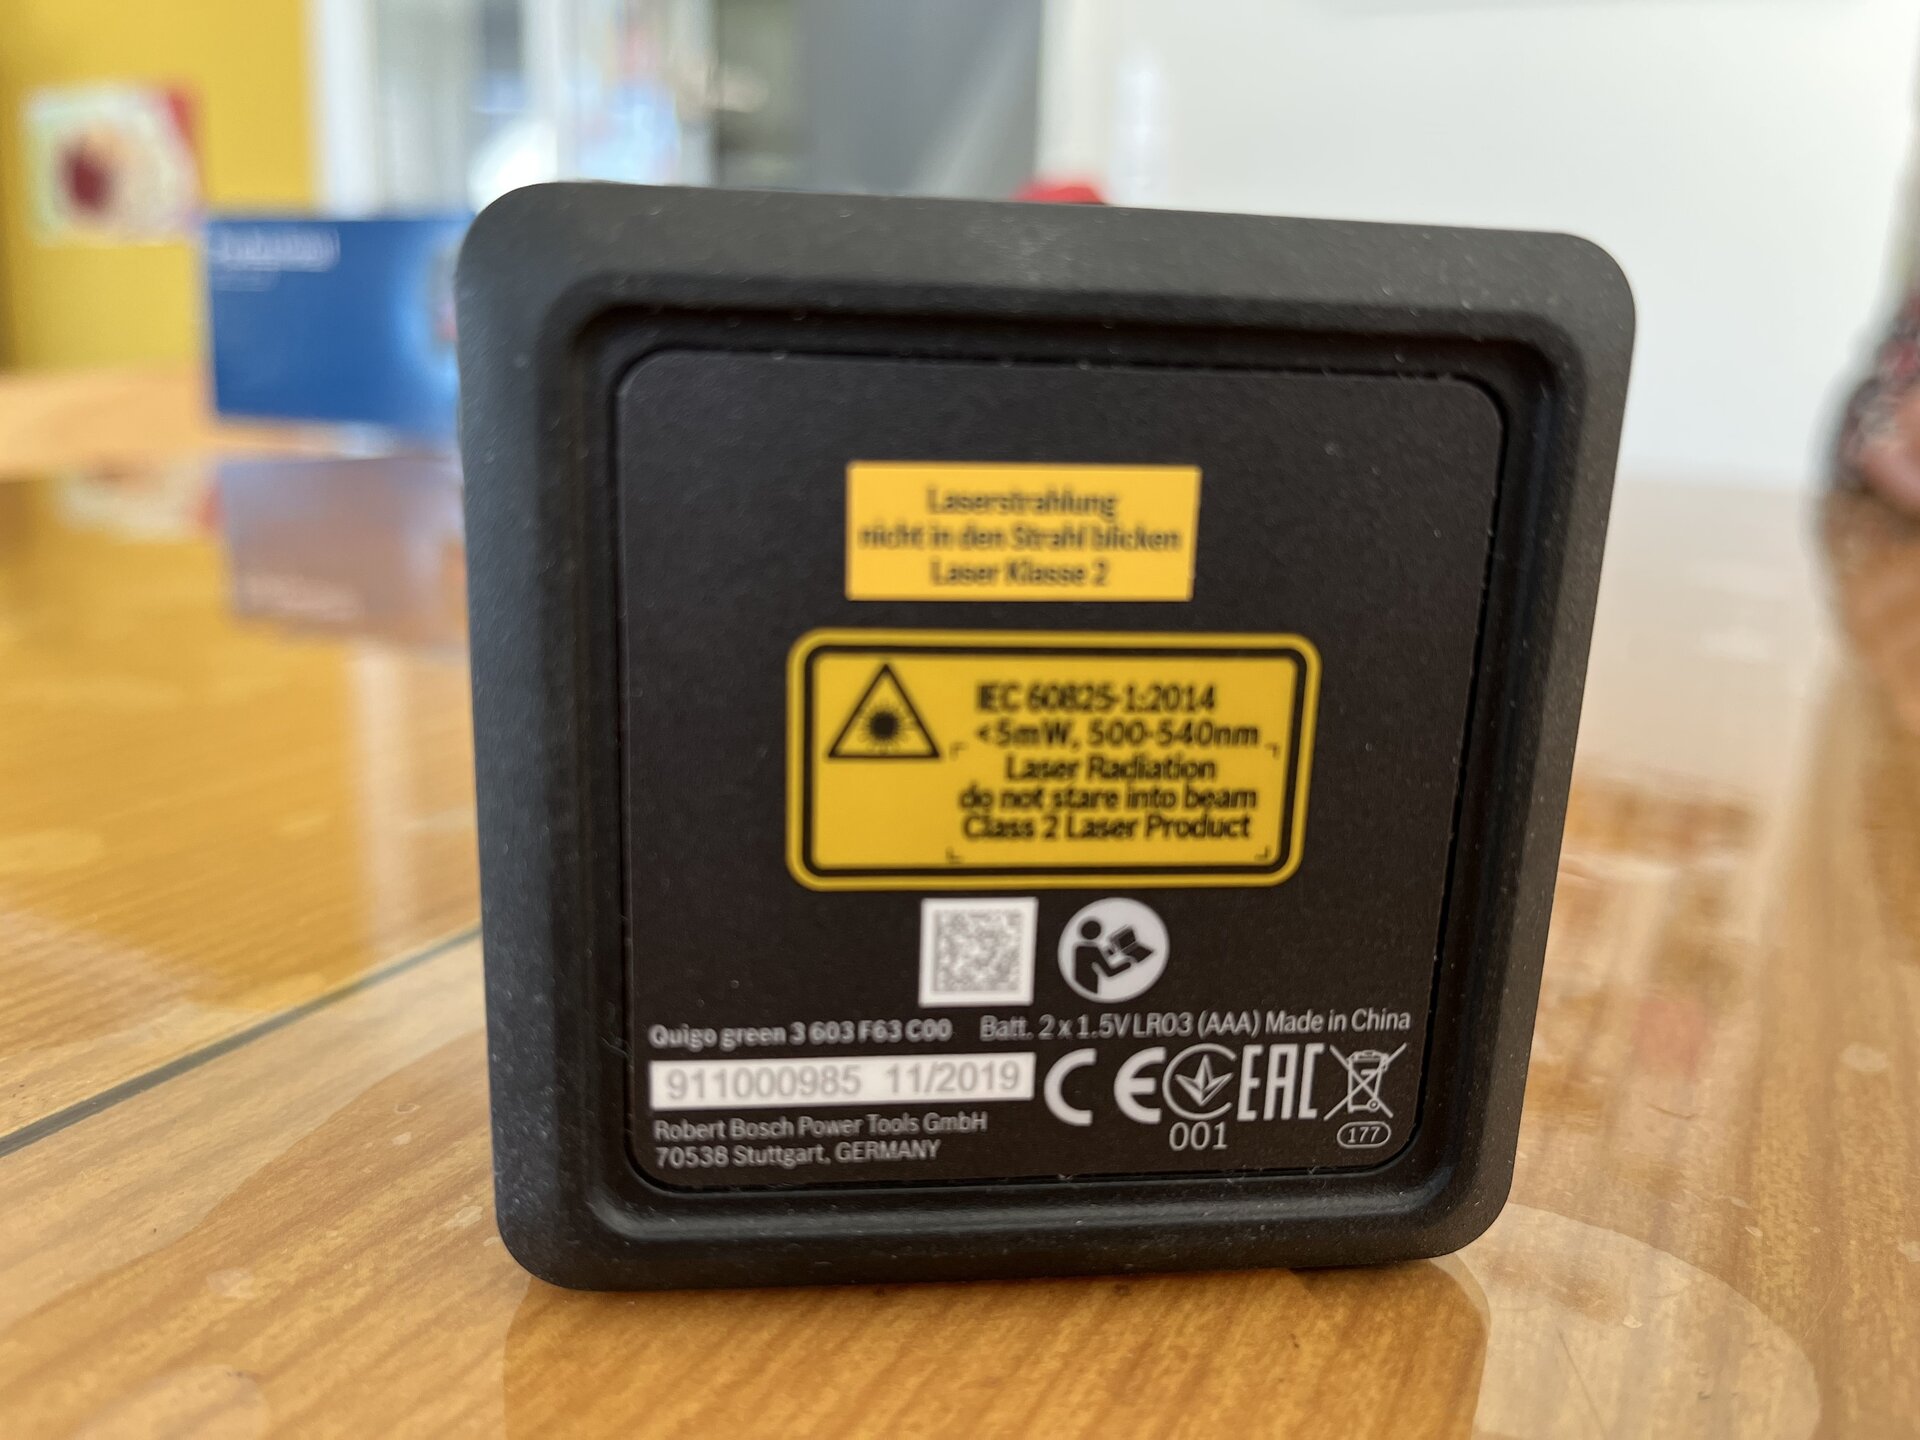 Laserstrahlung
nicht in den Strahl blicken
Laser Klasse 2
IEC 60825-1:2014
<5mW, 500-540nm
Laser Radiation
do not stare into beam
Class 2 Laser Product
Quigo green 3 603 F63 C00 Batt. 2 x 1.5V LR03 (AAA) Made in China
911000985 11/2019
CE EAC
001
177
Robert Bosch Power Tools GmbH
70538 Stuttgart, GERMANY